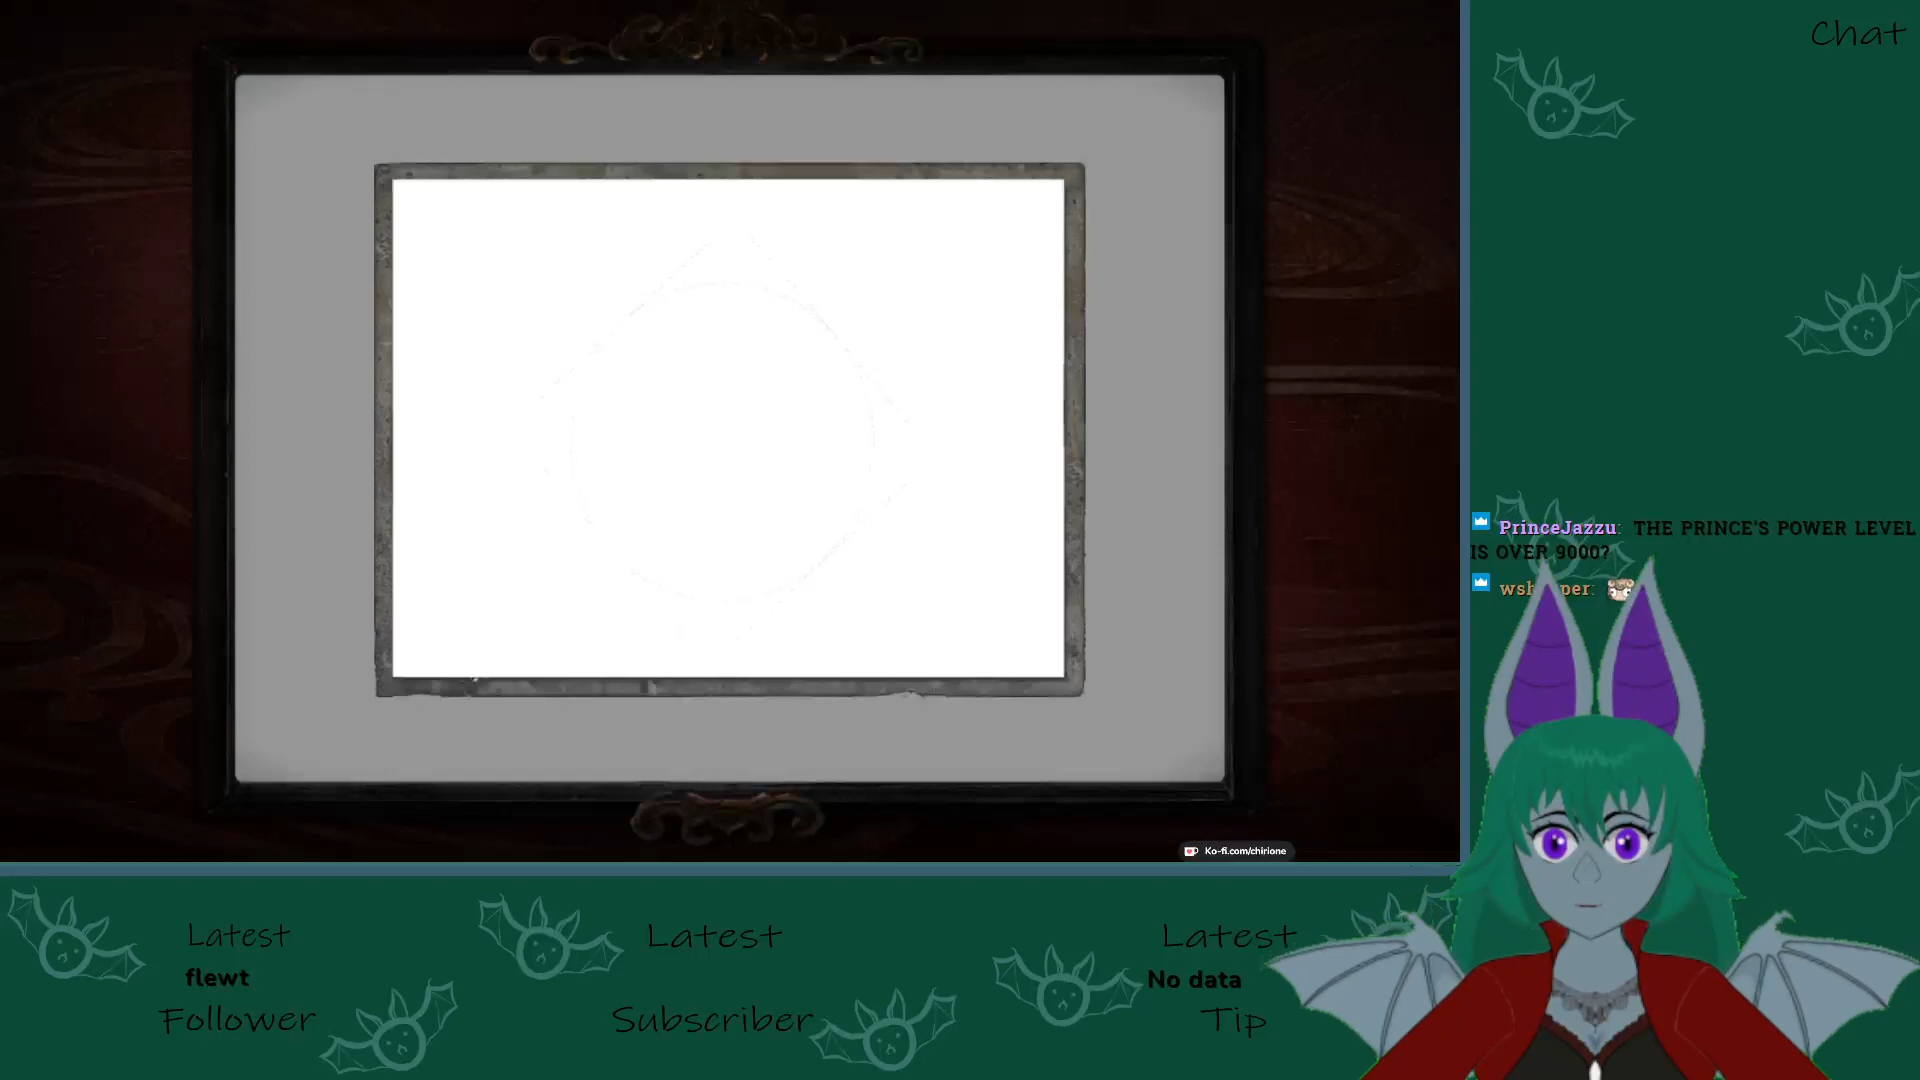 Chat
PrinceJazzu: THE PRINCE'S POWER LEVEL
IS OVER 9000?
Ko-fi.com/chirione
Latest
flewt
Follower
Latest
Subscriber
Latest
No data
Tip